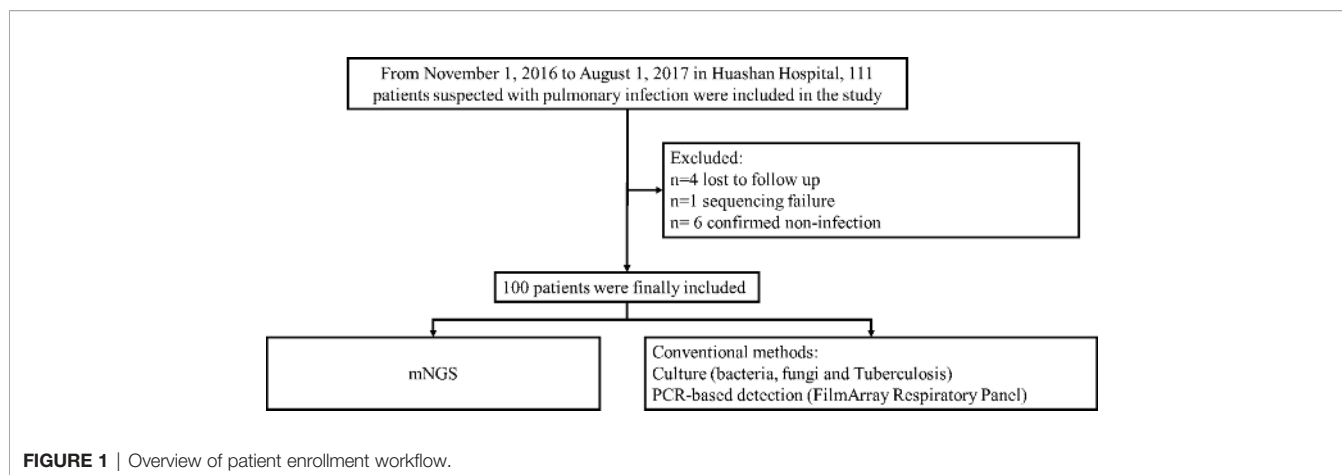 From November 1, 2016 to August 1, 2017 in Huashan Hospital, 111
patients suspected with pulmonary infection were included in the study
Excluded:
n=4 lost to follow up
n=1 sequencing failure
n= 6 confirmed non-infection
100 patients were finally included
mNGS
Conventional methods:
Culture (bacteria, fungi and Tuberculosis)
PCR-based detection (FilmArray Respiratory Panel)
FIGURE 1 | Overview of patient enrollment workflow.